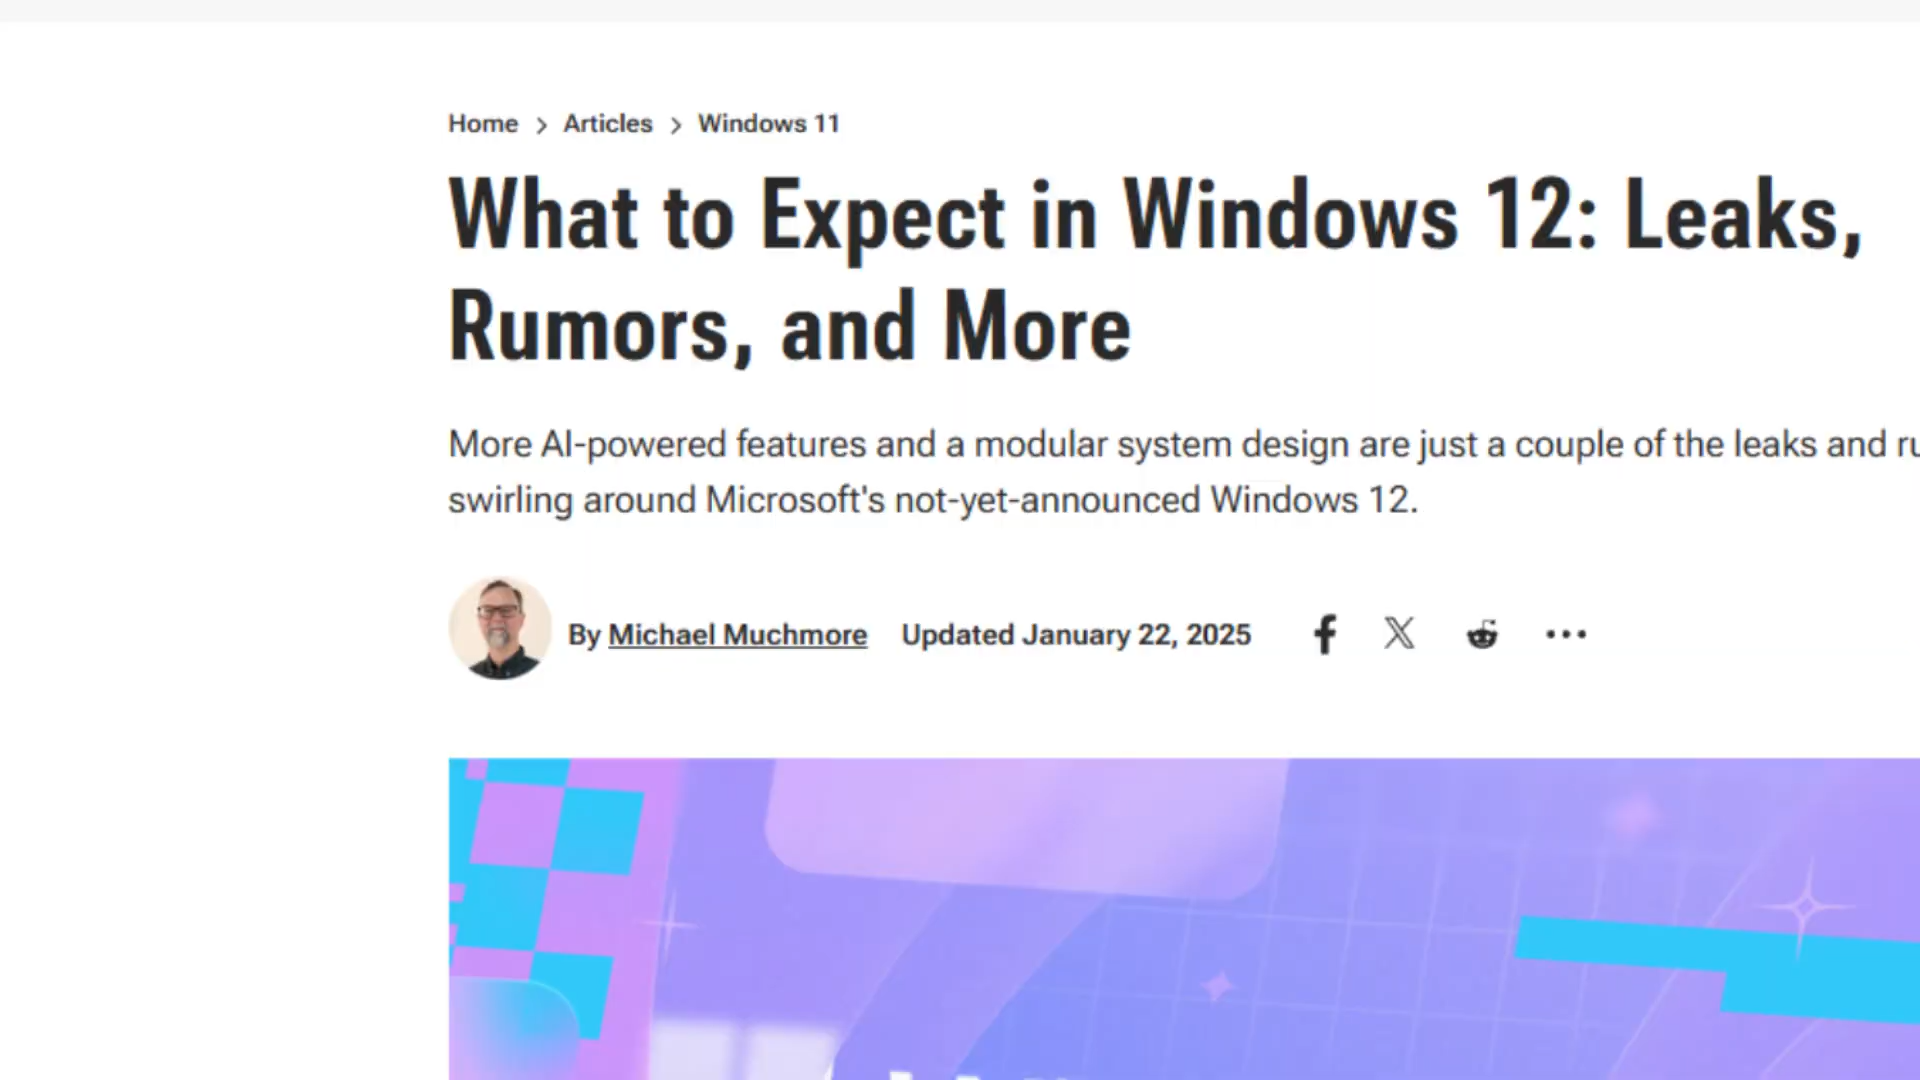 Home > Articles > Windows 11
What to Expect in Windows 12: Leaks,
Rumors, and More
More AI-powered features and a modular system design are just a couple of the leaks and ru
swirling around Microsoft's not-yet-announced Windows 12.
By Michael Muchmore Updated January 22, 2025